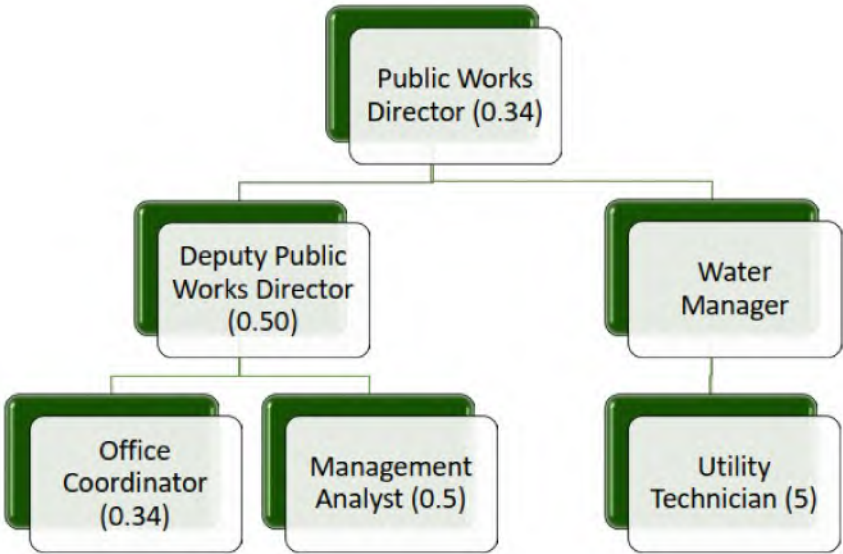 Public Works
Director (0.34)
Deputy Public
Works Director
(0.50)
Water
Manager
Office
Coordinator
(0.34)
Management
Analyst (0.5)
Utility
Technician (5)